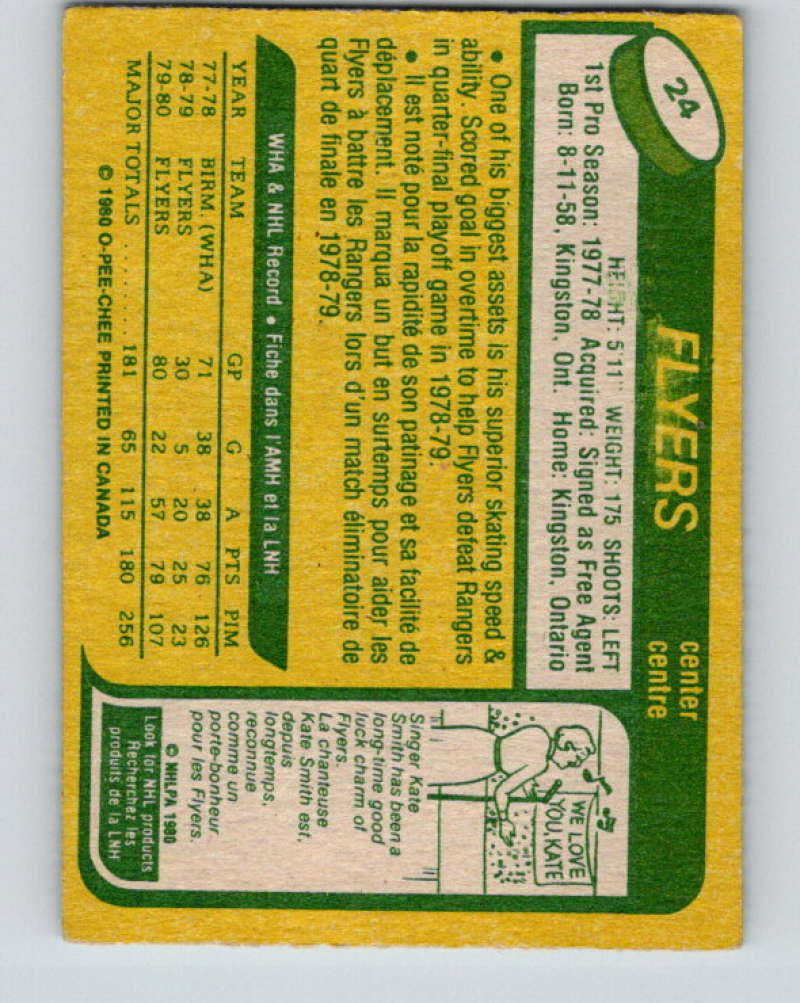 24
FLYERS
center
centre
HEIGHT: 5'11" WEIGHT: 175 SHOOTS: LEFT
1st Pro Season: 1977-78 Acquired: Signed as Free Agent
Born: 8-11-58, Kingston, Ont. Home: Kingston, Ontario
• One of his biggest assets is his superior skating speed &
ability. Scored goal in overtime to help Flyers defeat Rangers
in quarter-final playoff game in 1978-79.
• Il est noté pour la rapidité de son patinage et sa facilité de
déplacement. Il marqua un but en surtemps pour aider les
Flyers à battre les Rangers lors d'un match éliminatoire de
quart de finale en 1978-79.
WHA & NHL Record • Fiche dans l'AMH et la LNH
YEAR TEAM GP G A PTS PIM
77-78 BIRM. (WHA) 71 38 38 76 126
78-79 FLYERS 30 5 20 25 23
79-80 FLYERS 80 22 57 79 107
MAJOR TOTALS ........ 181 65 115 180 256
© 1980 O-PEE-CHEE PRINTED IN CANADA
WE LOVE
YOU, KATE
Singer Kate
Smith has been a
long-time good
luck charm of
Flyers.
La chanteuse
Kate Smith est,
depuis
longtemps,
reconnue
comme un
porte-bonheur
pour les Flyers.
© NHLPA 1980
Look for NHL products
Recherchez les
produits de la LNH